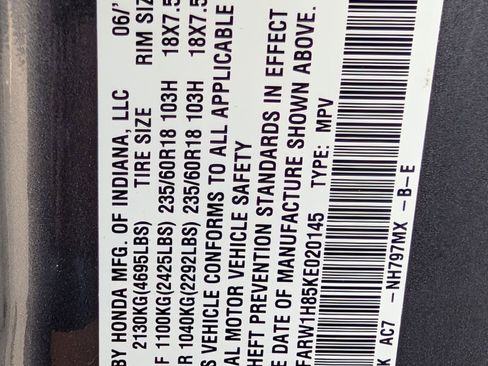 BY HONDA MFG. OF INDIANA, LLC 06/
2130KG(4695LBS) TIRE SIZE RIM SIZ
F 1100KG(2425LBS) 235/60R18 103H 18X7.5
R 1040KG(2292LBS) 235/60R18 103H 18X7.5
S VEHICLE CONFORMS TO ALL APPLICABLE
AL MOTOR VEHICLE SAFETY
HEFT PREVENTION STANDARDS IN EFFECT
E DATE OF MANUFACTURE SHOWN ABOVE.
FARW1H85KE020145 TYPE: MPV
K AC7 -NH797MX -B-E